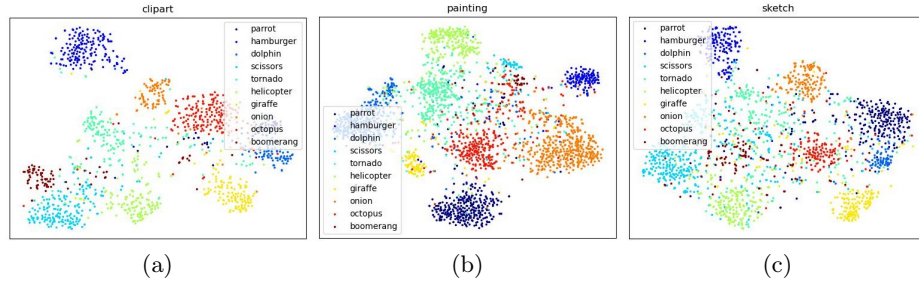 clipart
parrot
hamburger
dolphin
scissors
tornado
helicopter
giraffe
onion
octopus
boomerang
(a)
painting
parrot
hamburger
dolphin
scissors
tornado
helicopter
giraffe
onion
octopus
boomerang
(b)
sketch
parrot
hamburger
dolphin
scissors
tornado
helicopter
giraffe
onion
octopus
boomerang
(c)